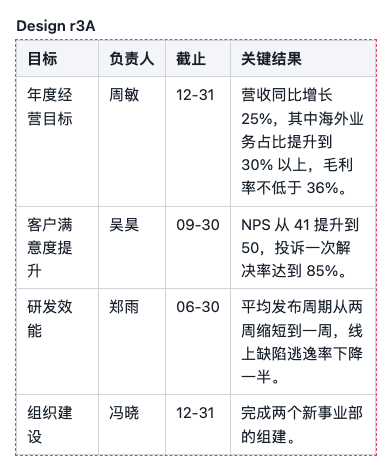 Design r3A
目标 负责人 截止 关键结果
年度经 周敏 12-31 营收同比增长
营目标 25%，其中海外业
务占比提升到
30% 以上，毛利
率不低于 36%。
客户满 吴昊 09-30 NPS 从 41 提升到
意度提 50，投诉一次解
升 决率达到 85%。
研发效 郑雨 06-30 平均发布周期从两
能 周缩短到一周，线
上缺陷逃逸率下降
一半。
组织建 冯晓 12-31 完成两个新事业部
设 的组建。